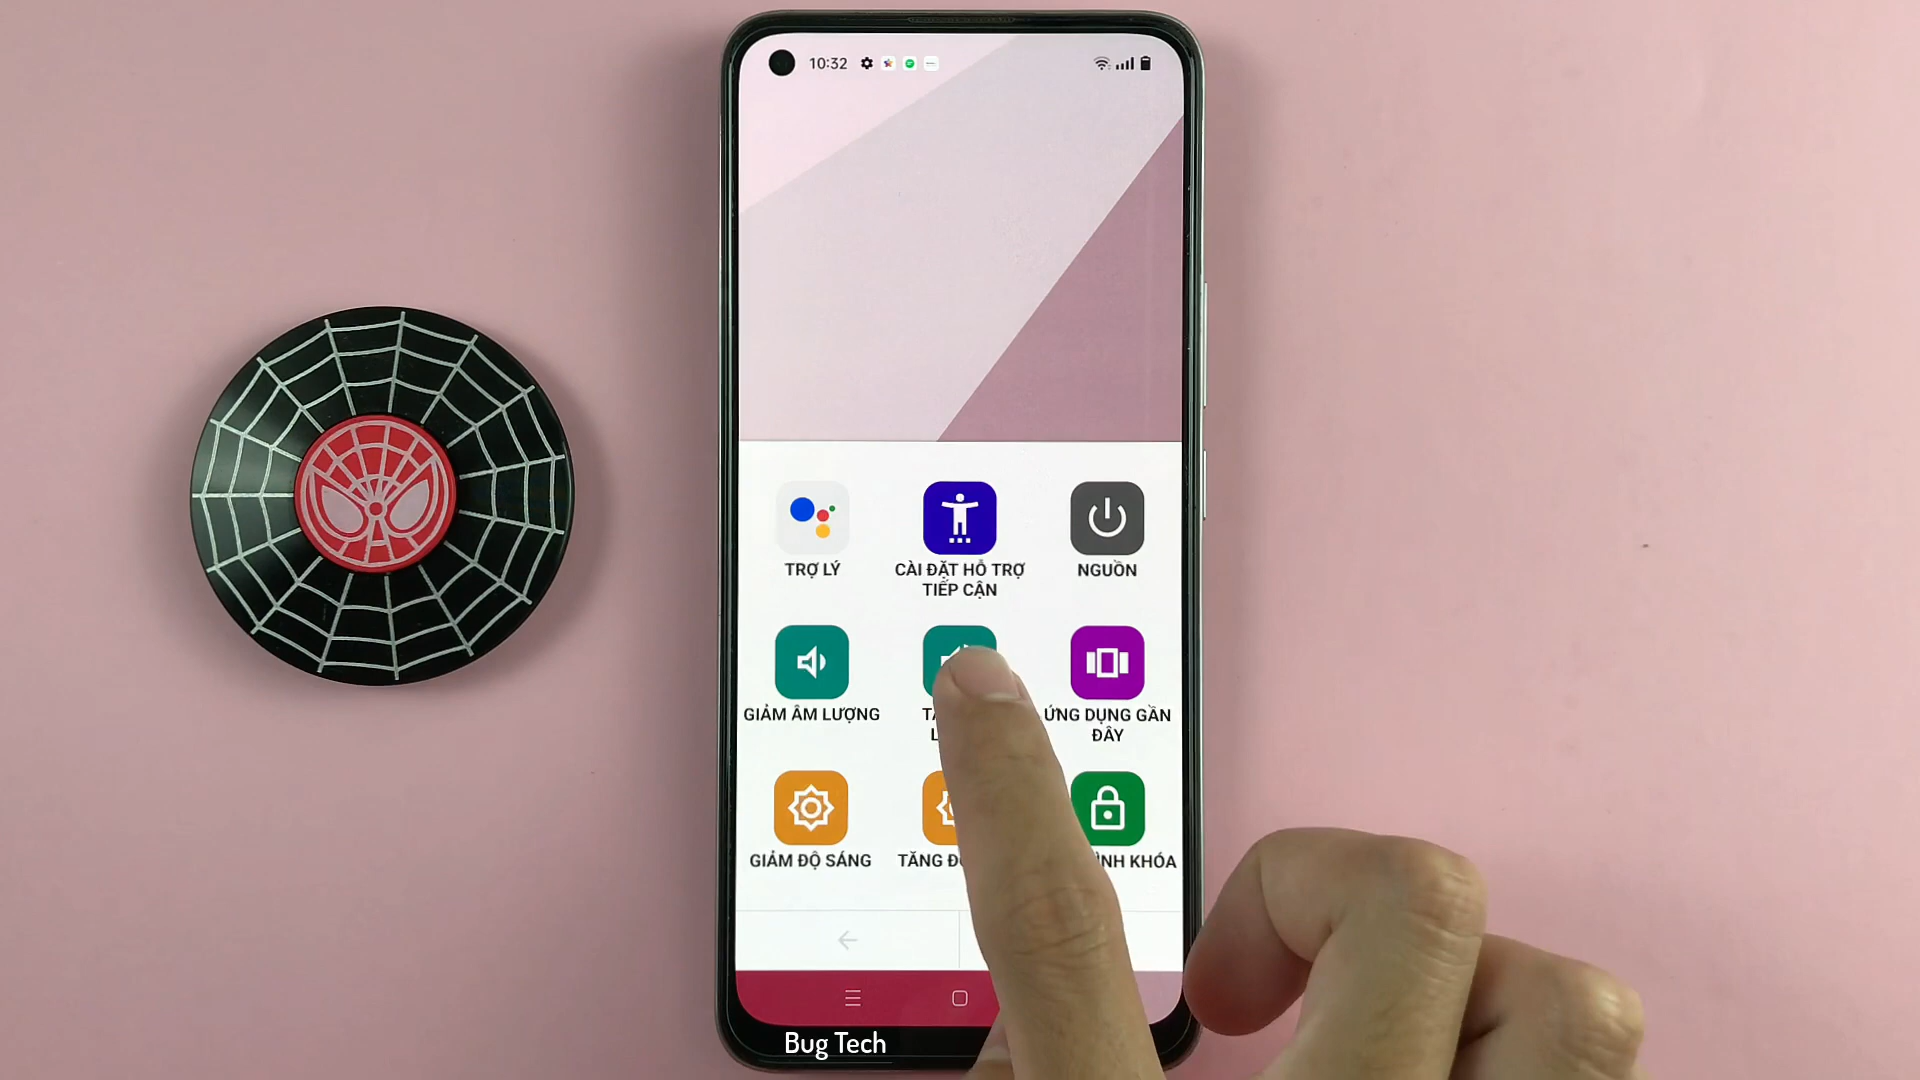 10:32
TRỢ LÝ
CÀI ĐẶT HỖ TRỢ
TIẾP CẬN
NGUỒN
GIẢM ÂM LƯỢNG
ỨNG DỤNG GẦN
ĐÂY
GIẢM ĐỘ SÁNG
TĂNG
KHÓA
Bug Tech